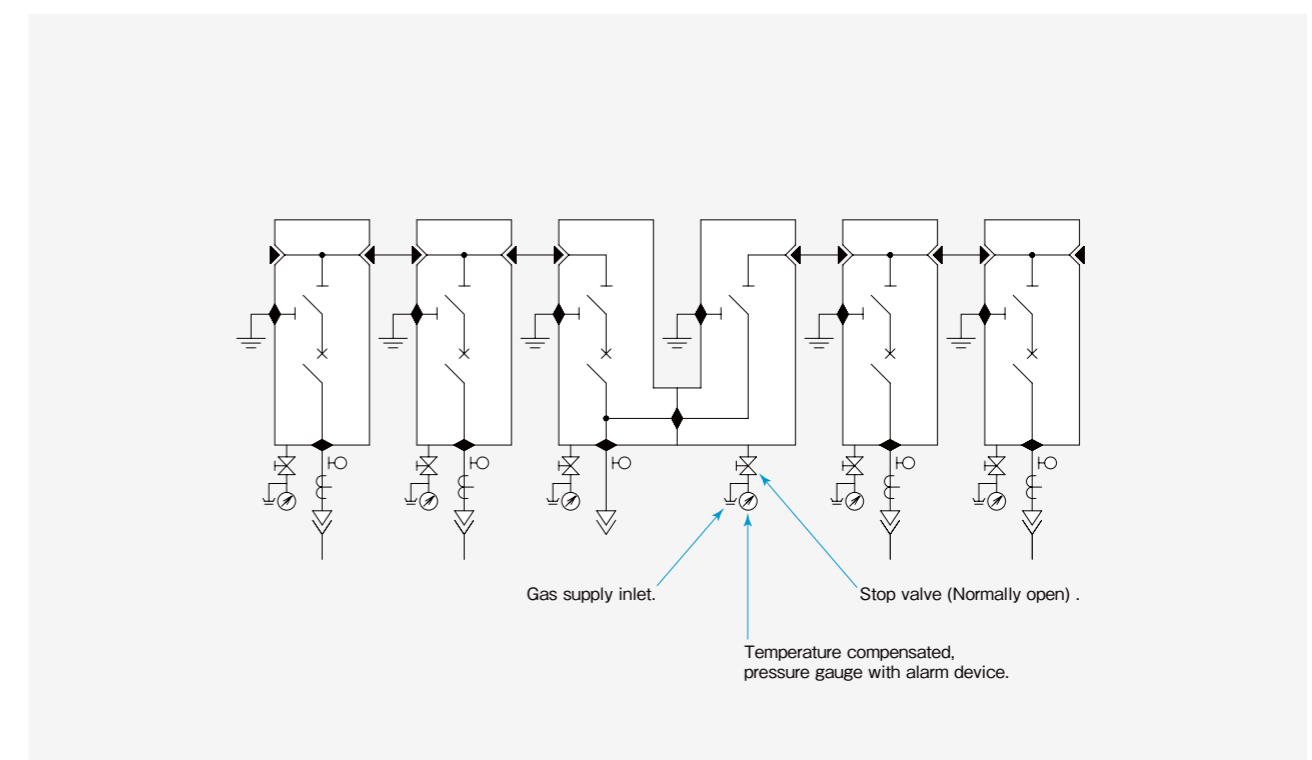 Gas supply inlet.
Stop valve (Normally open) .
Temperature compensated,
pressure gauge with alarm device.